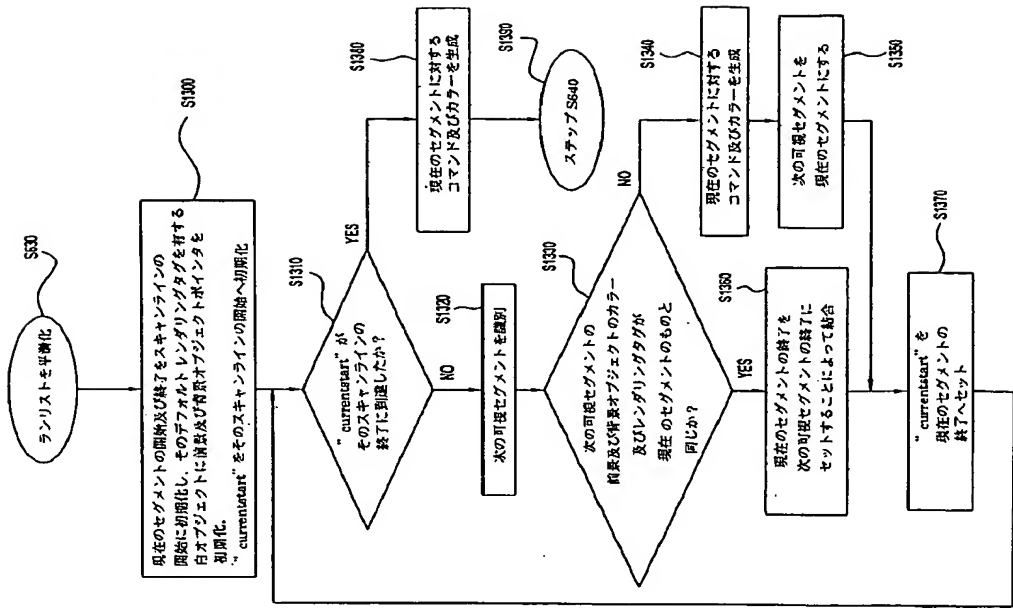 S630
ランリストを平滑化
S1300
現在のセグメントの開始及び終了をスキャンラインの
開始に初期化し、そのデフォルトレンダリングタグを有する
白オブジェクトに前景及び背景オブジェクトポインタを
初期化.
"currentstart"をそのスキャンラインの開始へ初期化
S1310
"currentstart"が
そのスキャンラインの
終了に到達したか?
YES
NO
S1380
現在のセグメントに対する
コマンド及びカラーを生成
S1390
ステップS640
S1320
次の可視セグメントを識別
S1330
次の可視セグメントの
前景及び背景オブジェクトのカラー
及びレンダリングタグが
現在のセグメントのものと
同じか?
NO
YES
S1340
現在のセグメントに対する
コマンド及びカラーを生成
S1350
次の可視セグメントを
現在のセグメントにする
S1360
現在のセグメントの終了を
次の可視セグメントの終了に
セットすることによって結合
S1370
"currentstart"を
現在のセグメントの
終了へセット